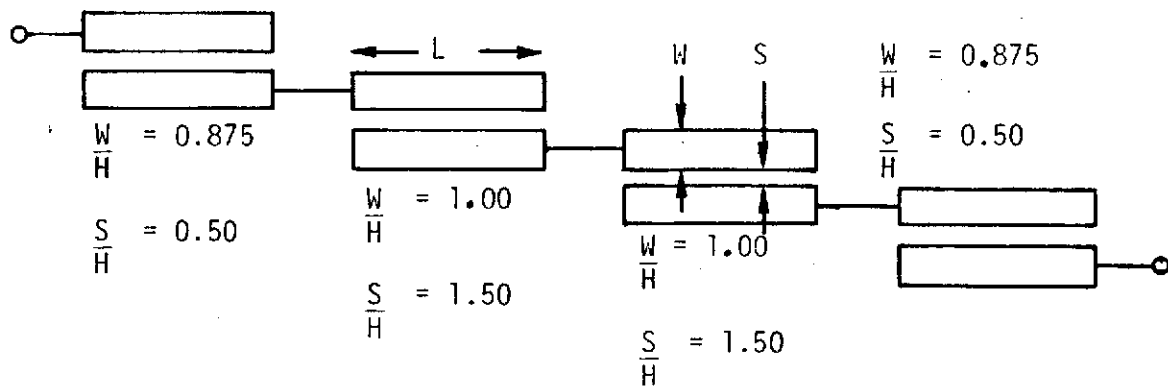 L
W
S
W/H = 0.875
S/H = 0.50
W/H = 0.875
S/H = 0.50
W/H = 1.00
S/H = 1.50
W/H = 1.00
S/H = 1.50